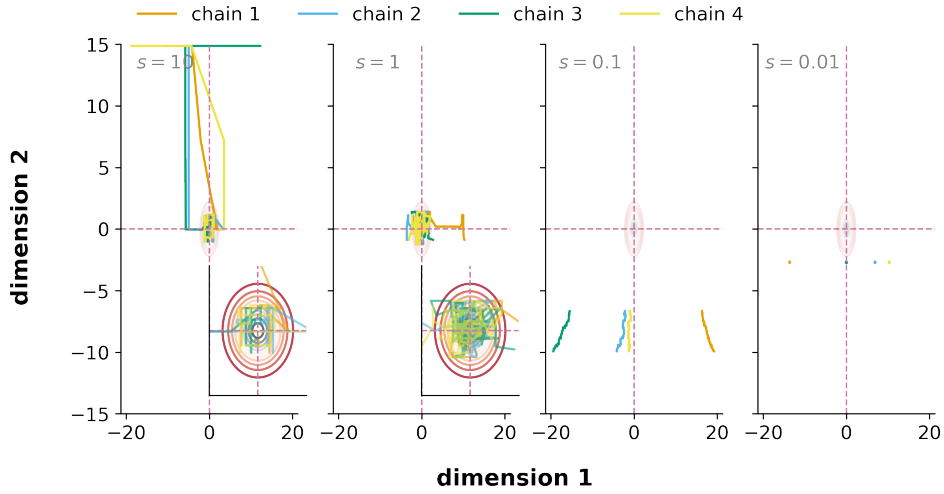 chain 1 chain 2 chain 3 chain 4
s = 10 s = 1 s = 0.1 s = 0.01
15
10
5
0
−5
−10
−15
−20 0 20 −20 0 20 −20 0 20 −20 0 20
dimension 2
dimension 1